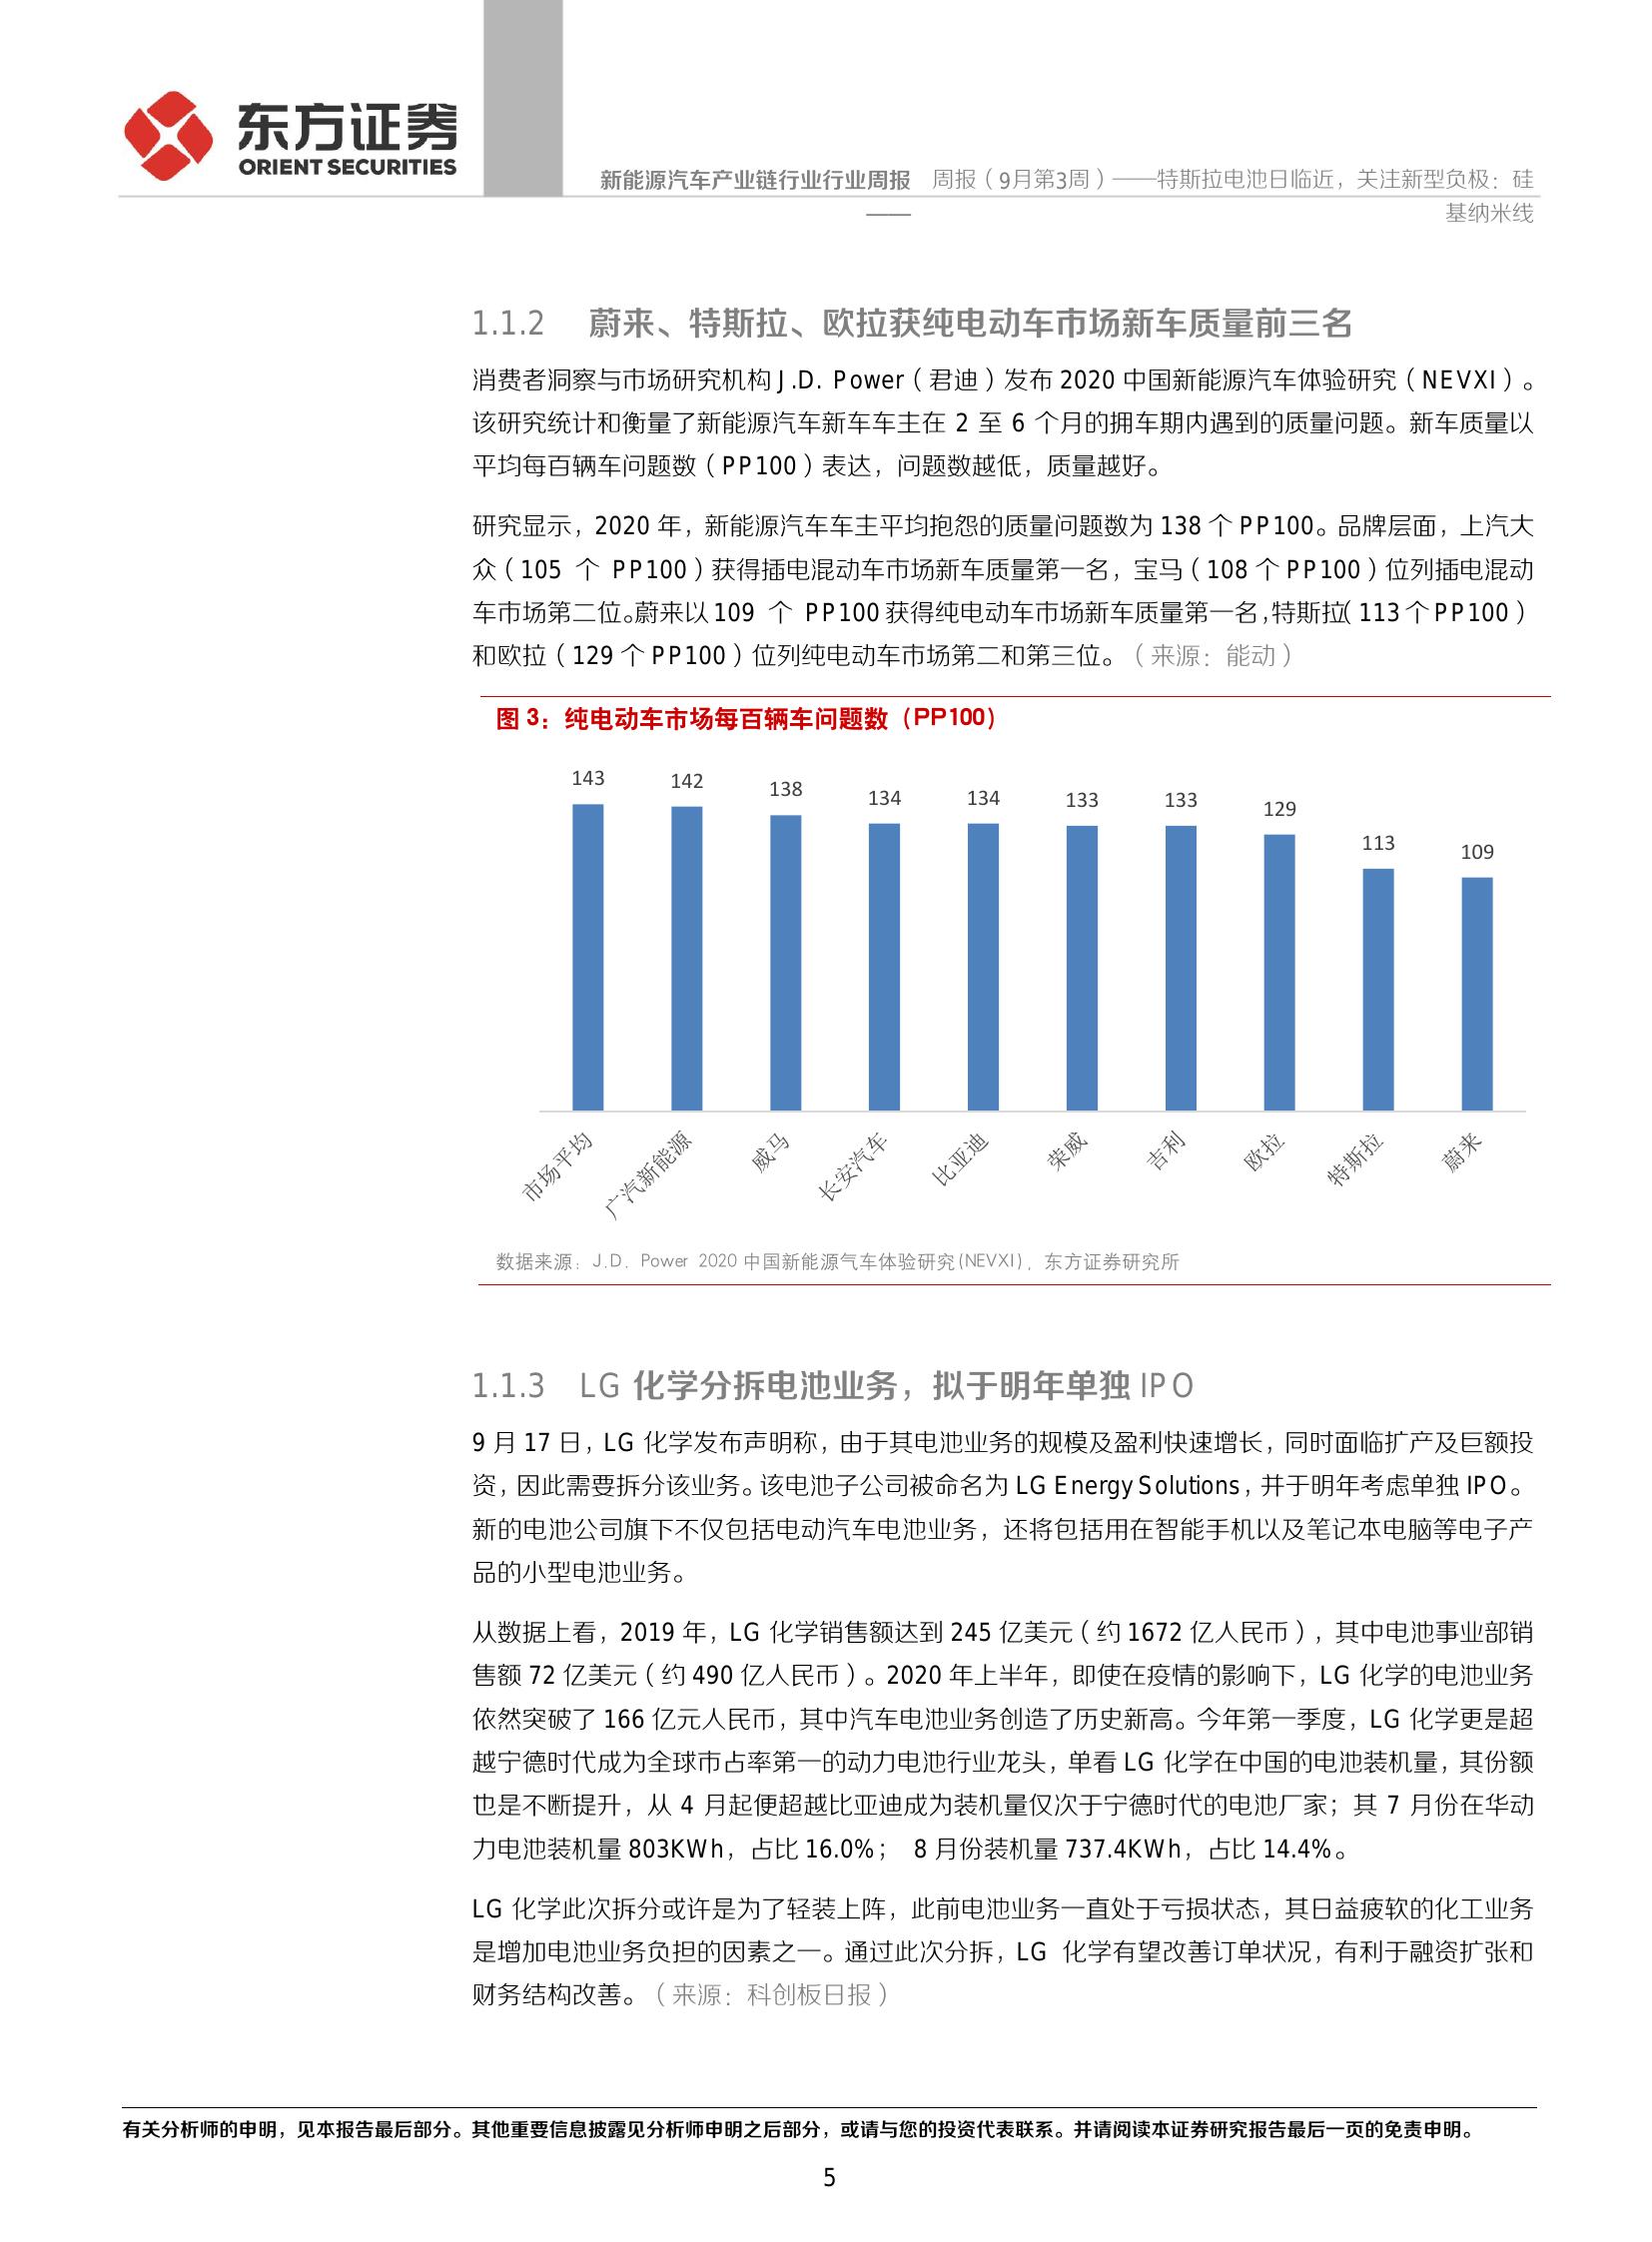 东方证券
ORIENT SECURITIES
新能源汽车产业链行业行业周报 周报(9月第3周)——特斯拉电池日临近，关注新型负极：硅
——
基纳米线
1.1.2 蔚来、特斯拉、欧拉获纯电动车市场新车质量前三名
消费者洞察与市场研究机构 J.D. Power（君迪）发布 2020 中国新能源汽车体验研究（NEVXI）。
该研究统计和衡量了新能源汽车新车车主在 2 至 6 个月的拥车期内遇到的质量问题。新车质量以
平均每百辆车问题数（PP100）表达，问题数越低，质量越好。
研究显示，2020 年，新能源汽车车主平均抱怨的质量问题数为 138 个 PP100。品牌层面，上汽大
众（105 个 PP100）获得插电混动车市场新车质量第一名，宝马（108 个 PP100）位列插电混动
车市场第二位。蔚来以 109 个 PP100 获得纯电动车市场新车质量第一名，特斯拉（113 个 PP100）
和欧拉（129 个 PP100）位列纯电动车市场第二和第三位。（来源：能动）
图 3：纯电动车市场每百辆车问题数（PP100）
143 142 138 134 134 133 133 129 113 109
市场平均 广汽新能源 威马 长安汽车 比亚迪 荣威 吉利 欧拉 特斯拉 蔚来
数据来源：J.D. Power 2020 中国新能源气车体验研究(NEVXI)，东方证券研究所
1.1.3 LG 化学分拆电池业务，拟于明年单独 IPO
9 月 17 日，LG 化学发布声明称，由于其电池业务的规模及盈利快速增长，同时面临扩产及巨额投
资，因此需要拆分该业务。该电池子公司被命名为 LG Energy Solutions，并于明年考虑单独 IPO。
新的电池公司旗下不仅包括电动汽车电池业务，还将包括用在智能手机以及笔记本电脑等电子产
品的小型电池业务。
从数据上看，2019 年，LG 化学销售额达到 245 亿美元（约 1672 亿人民币），其中电池事业部销
售额 72 亿美元（约 490 亿人民币）。2020 年上半年，即使在疫情的影响下，LG 化学的电池业务
依然突破了 166 亿元人民币，其中汽车电池业务创造了历史新高。今年第一季度，LG 化学更是超
越宁德时代成为全球市占率第一的动力电池行业龙头，单看 LG 化学在中国的电池装机量，其份额
也是不断提升，从 4 月起便超越比亚迪成为装机量仅次于宁德时代的电池厂家；其 7 月份在华动
力电池装机量 803KWh，占比 16.0%； 8 月份装机量 737.4KWh，占比 14.4%。
LG 化学此次拆分或许是为了轻装上阵，此前电池业务一直处于亏损状态，其日益疲软的化工业务
是增加电池业务负担的因素之一。通过此次分拆，LG 化学有望改善订单状况，有利于融资扩张和
财务结构改善。（来源：科创板日报）
有关分析师的申明，见本报告最后部分。其他重要信息披露见分析师申明之后部分，或请与您的投资代表联系。并请阅读本证券研究报告最后一页的免责申明。
5